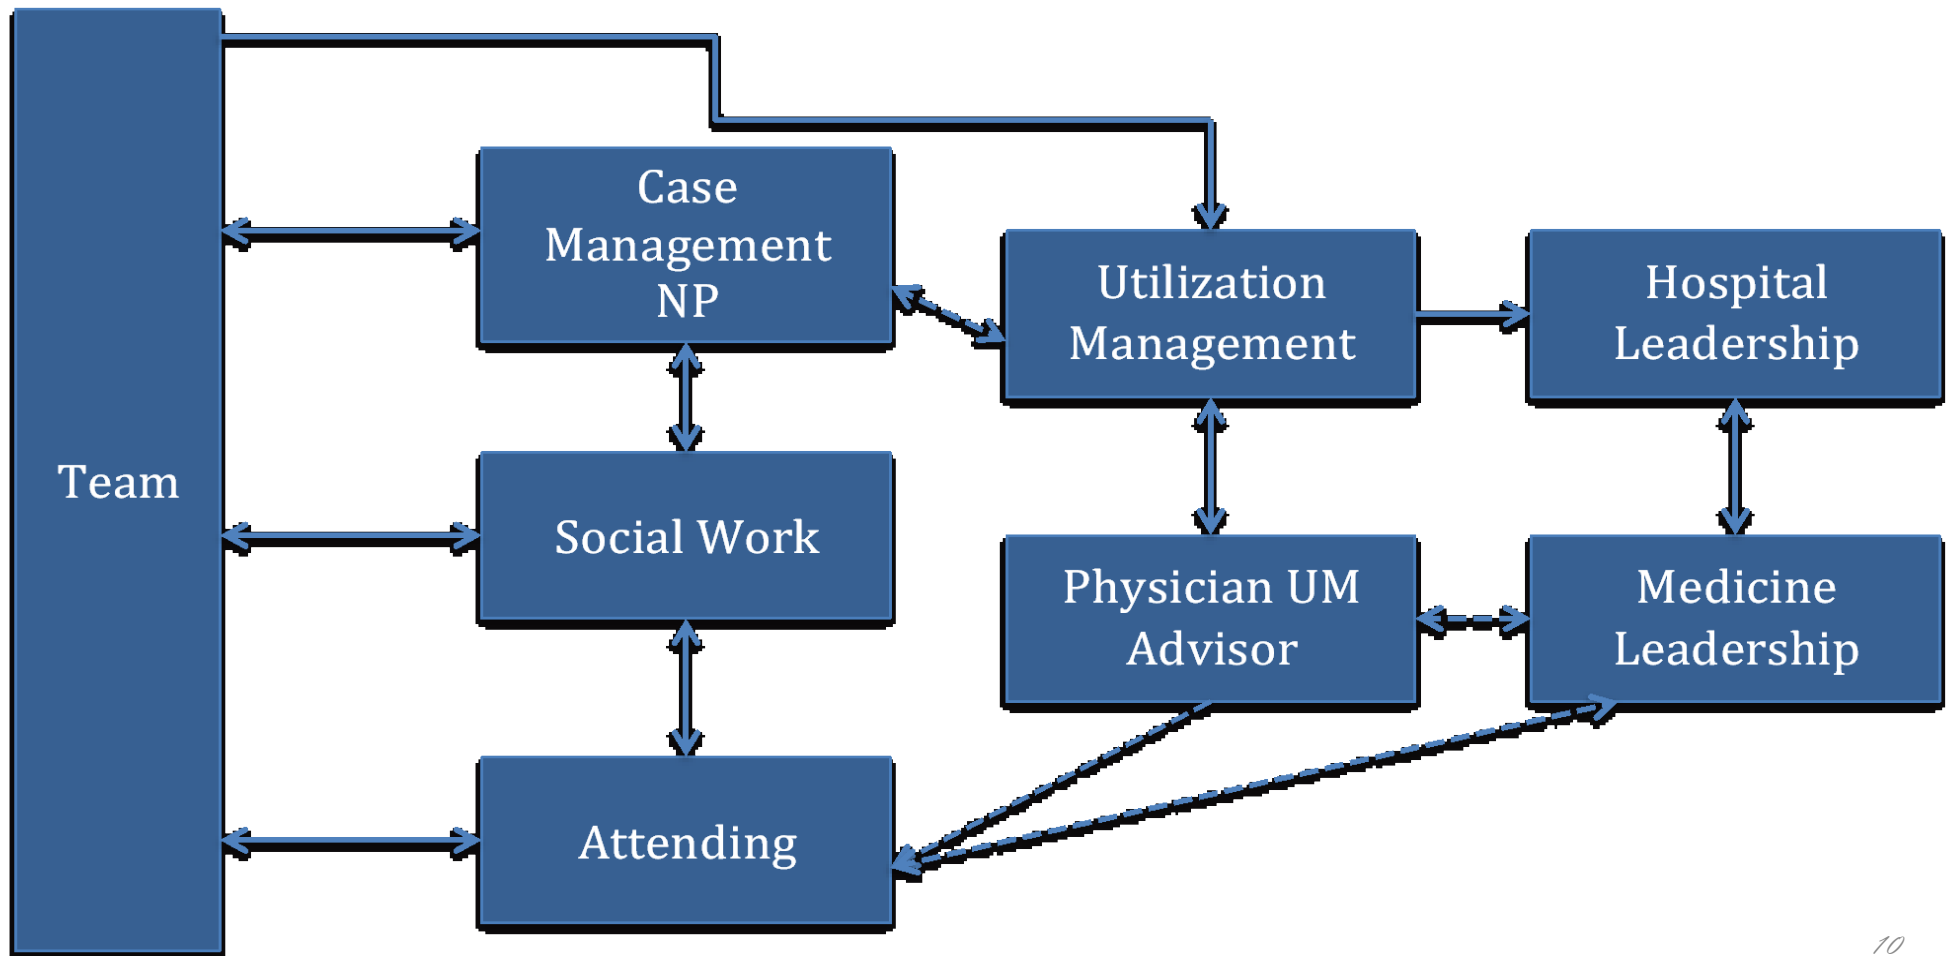 Team
Case
Management
NP
Social Work
Attending
Utilization
Management
Physician UM
Advisor
Hospital
Leadership
Medicine
Leadership
10